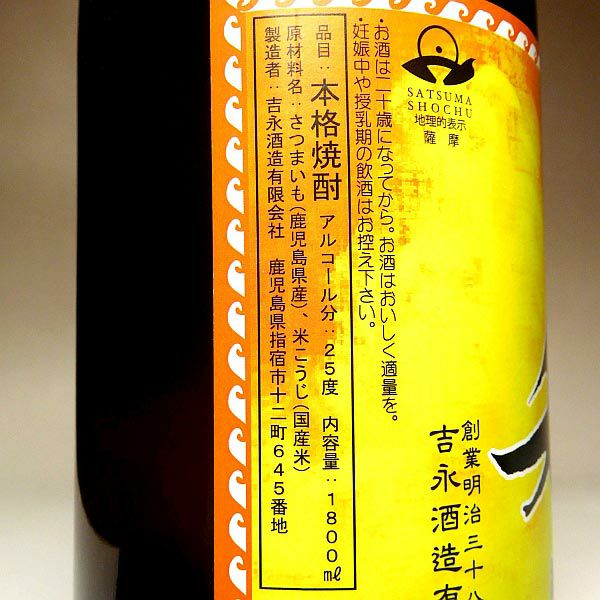 SATSUMA
SHOCHU
地理的表示
薩摩
・お酒は二十歳になってから。お酒はおいしく適量を。
・妊娠中や授乳期の飲酒はお控え下さい。
品目：本格焼酎 アルコール分：25度 内容量：1800㎖
原材料名：さつまいも（鹿児島県産）、米こうじ（国産米）
製造者：吉永酒造有限会社 鹿児島県指宿市十二町645番地
創業明治三十八
吉永酒造有